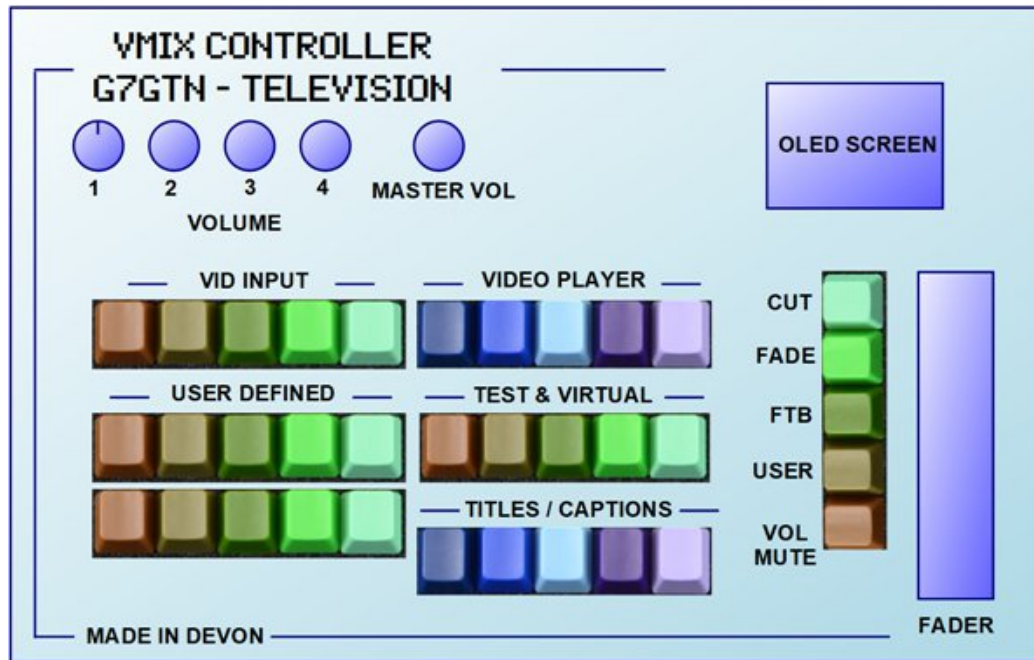 VMIX CONTROLLER
G7GTN - TELEVISION
OLED SCREEN
1 2 3 4
MASTER VOL
VOLUME
VID INPUT
VIDEO PLAYER
CUT
FADE
USER DEFINED
TEST & VIRTUAL
FTB
USER
TITLES / CAPTIONS
VOL
MUTE
MADE IN DEVON
FADER